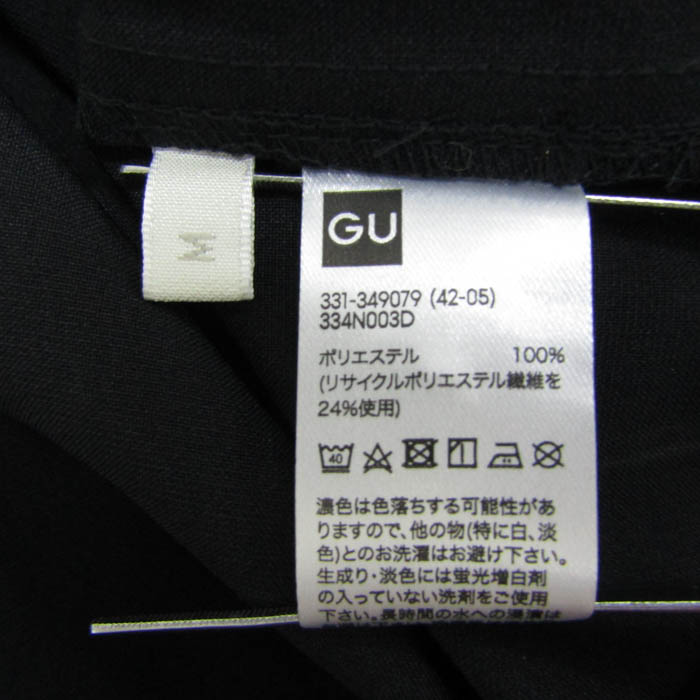 M
GU
331-349079 (42-05)
334N003D
ポリエステル 100%
(リサイクルポリエステル繊維を
24%使用)
40
濃色は色落ちする可能性があ
りますので、他の物(特に白、淡
色)とのお洗濯はお避け下さい。
生成り・淡色には蛍光増白剤
の入っていない洗剤をご使用
下さい。長時間の水への浸漬は